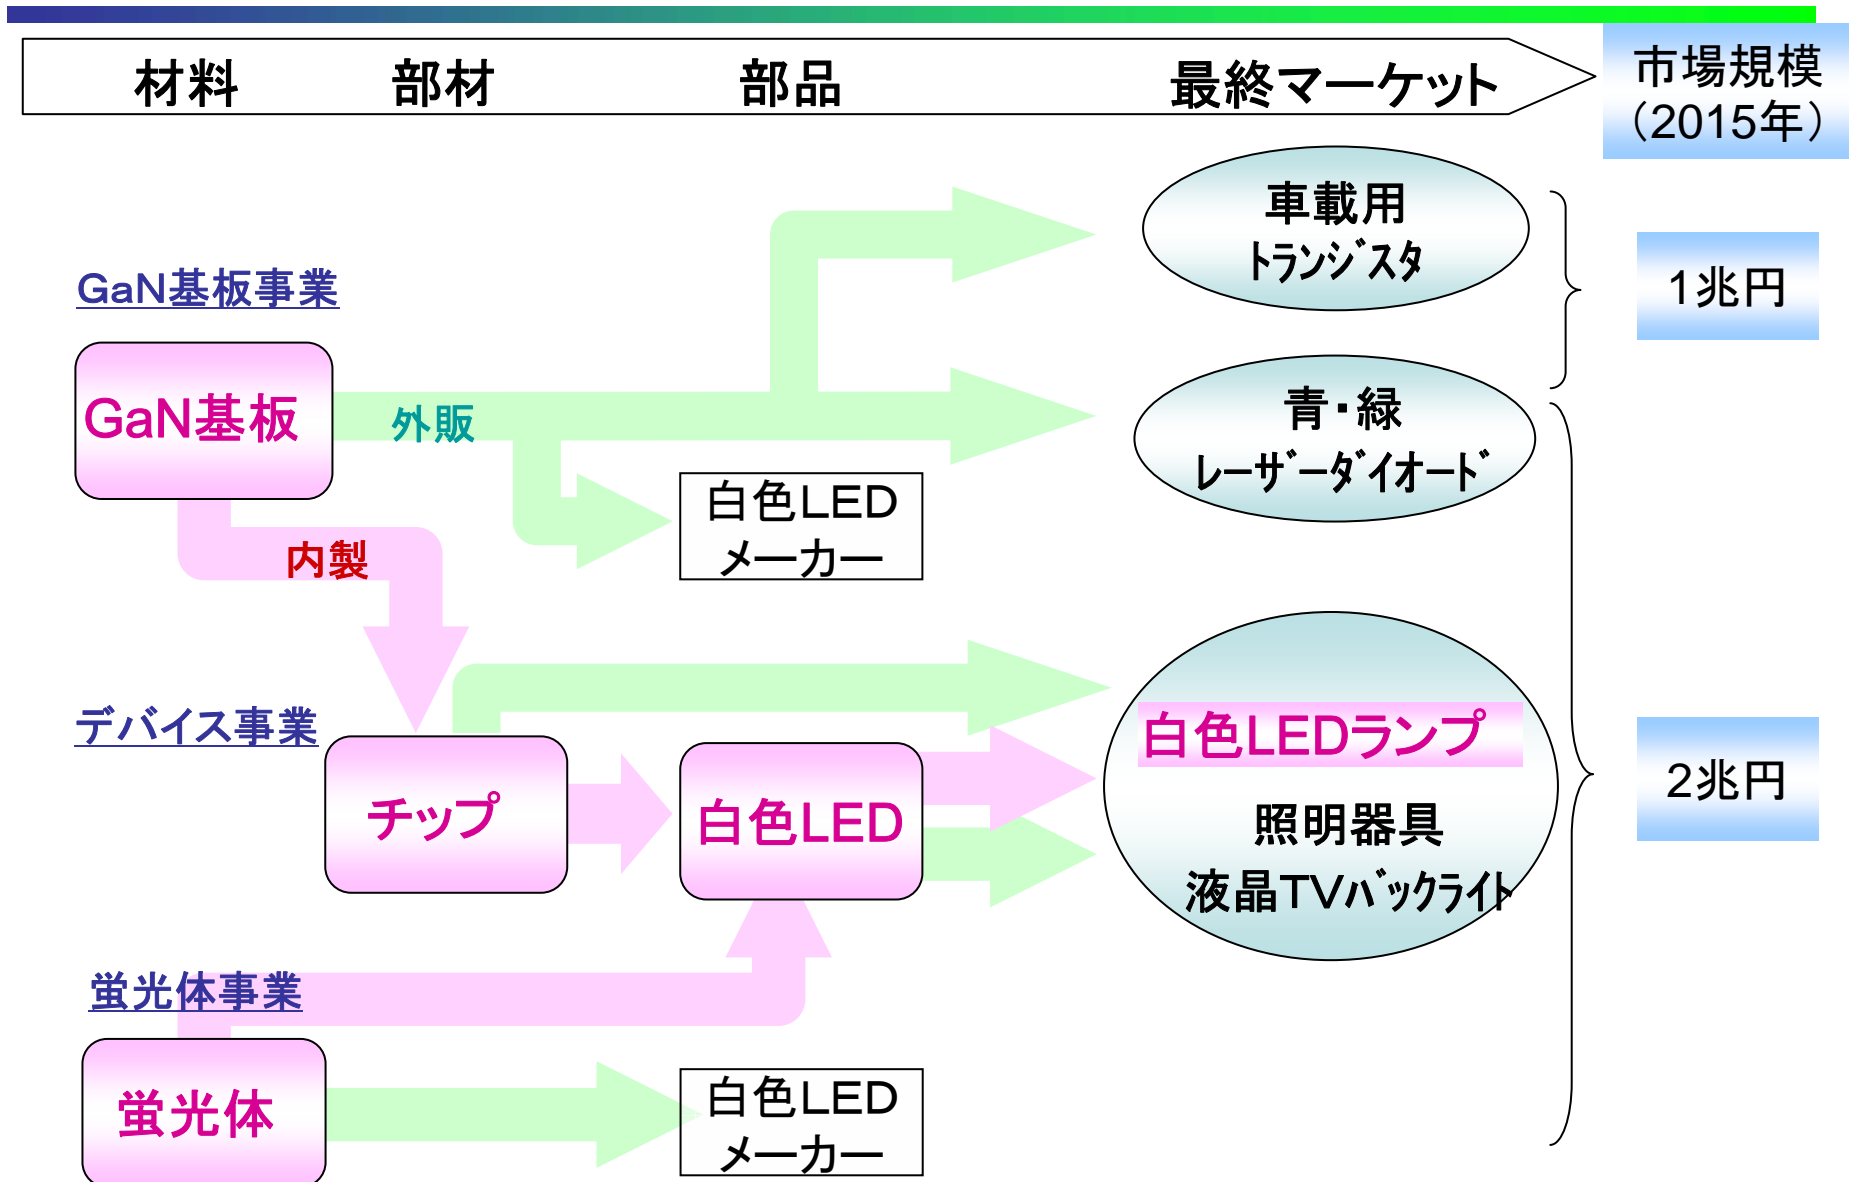 材料 部材 部品 最終マーケット
市場規模
（2015年）
車載用
ﾄﾗﾝｼﾞｽﾀ
1兆円
GaN基板事業
GaN基板
外販
青・緑
ﾚｰｻﾞｰﾀﾞｲｵｰﾄﾞ
白色LED
メーカー
内製
デバイス事業
チップ
白色LED
白色LEDランプ
照明器具
液晶TVﾊﾞｯｸﾗｲﾄ
2兆円
蛍光体事業
蛍光体
白色LED
メーカー